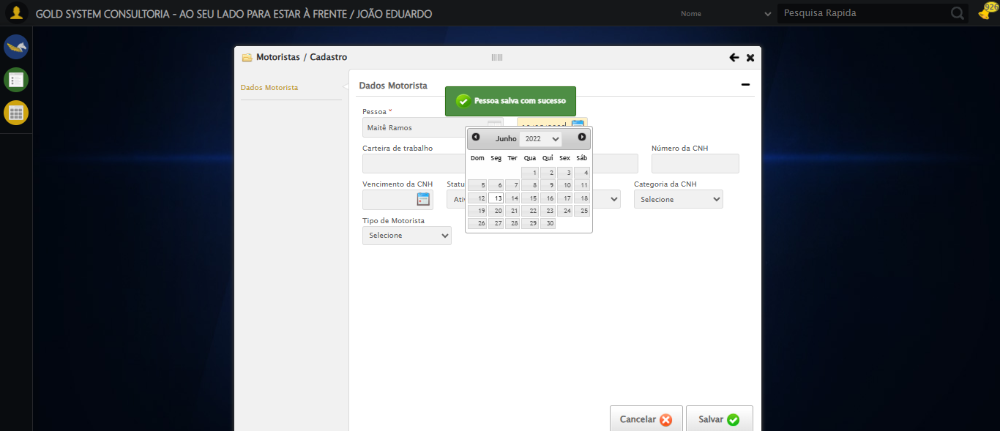 GOLD SYSTEM CONSULTORIA - AO SEU LADO PARA ESTAR À FRENTE / JOÃO EDUARDO
Nome
Pesquisa Rapida
926
Motoristas / Cadastro
Dados Motorista
Dados Motorista
Pessoa salva com sucesso
Pessoa *
Maitê Ramos
Junho 2022
Dom Seg Ter Qua Qui Sex Sáb
1 2 3 4
5 6 7 8 9 10 11
12 13 14 15 16 17 18
19 20 21 22 23 24 25
26 27 28 29 30
Carteira de trabalho
Número da CNH
Vencimento da CNH
Categoria da CNH
Selecione
Tipo de Motorista
Selecione
Cancelar
Salvar